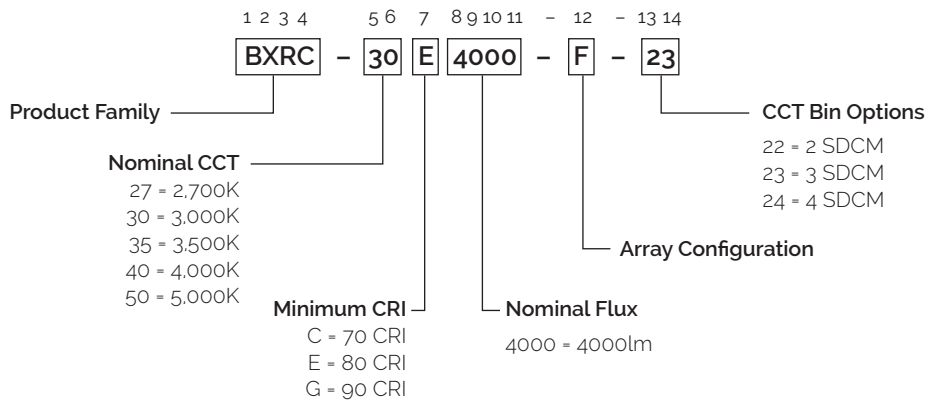 1 2 3 4 5 6 7 8 9 10 11 – 12 – 13 14
BXRC – 30 E 4000 – F – 23
Product Family
CCT Bin Options
22 = 2 SDCM
23 = 3 SDCM
24 = 4 SDCM
Nominal CCT
27 = 2,700K
30 = 3,000K
35 = 3,500K
40 = 4,000K
50 = 5,000K
Array Configuration
Minimum CRI
C = 70 CRI
E = 80 CRI
G = 90 CRI
Nominal Flux
4000 = 4000lm